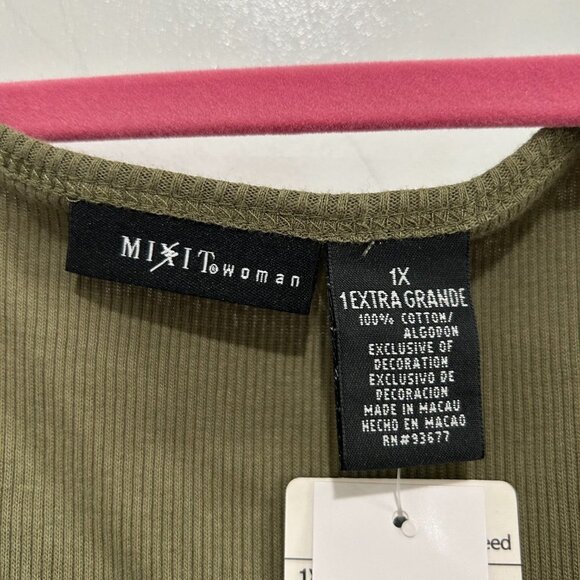 MIXIT® woman
1X
1 EXTRA GRANDE
100% COTTON/
ALGODON
EXCLUSIVE OF
DECORATION
EXCLUSIVO DE
DECORACION
MADE IN MACAU
HECHO EN MACAO
RN#93677
eed